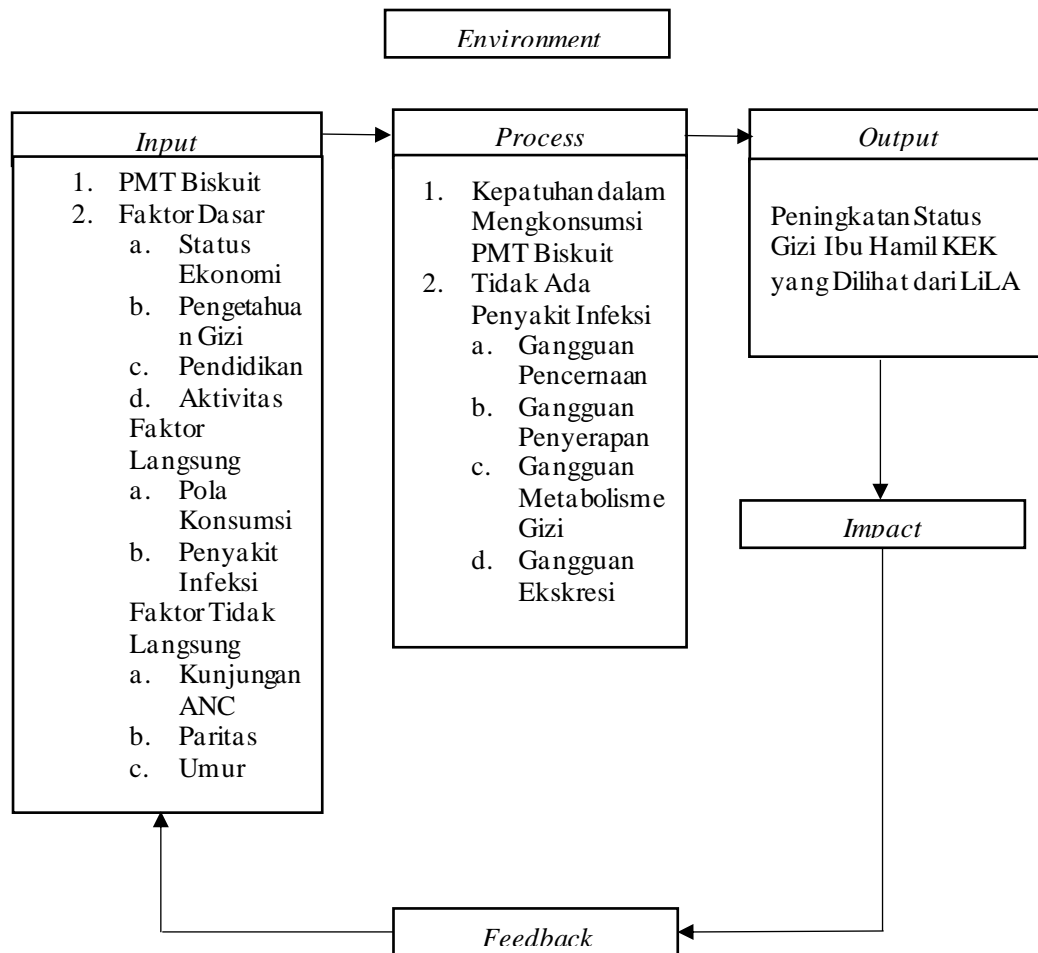 Environment
Input
1. PMT Biskuit
2. Faktor Dasar
a. Status
Ekonomi
b. Pengetahua
n Gizi
c. Pendidikan
d. Aktivitas
Faktor
Langsung
a. Pola
Konsumsi
b. Penyakit
Infeksi
Faktor Tidak
Langsung
a. Kunjungan
ANC
b. Paritas
c. Umur
Process
1. Kepatuhan dalam
Mengkonsumsi
PMT Biskuit
2. Tidak Ada
Penyakit Infeksi
a. Gangguan
Pencernaan
b. Gangguan
Penyerapan
c. Gangguan
Metabolisme
Gizi
d. Gangguan
Ekskresi
Output
Peningkatan Status
Gizi Ibu Hamil KEK
yang Dilihat dari LiLA
Impact
Feedback